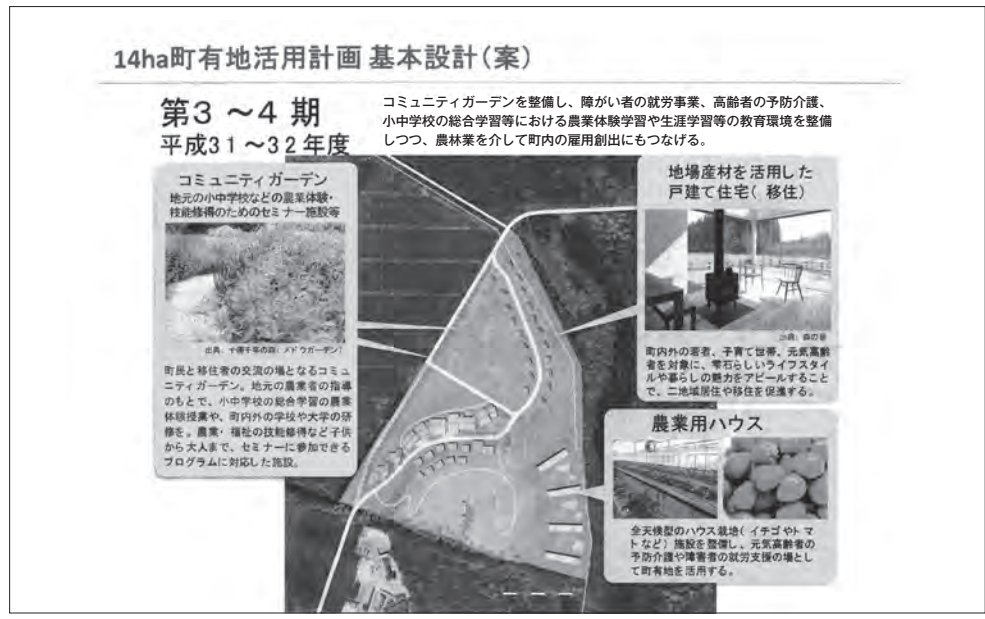 14ha町有地活用計画 基本設計(案)
第3 ～4 期
平成31～32年度
コミュニティガーデンを整備し、障がい者の就労事業、高齢者の予防介護、
小中学校の総合学習等における農業体験学習や生涯学習等の教育環境を整備
しつつ、農林業を介して町内の雇用創出にもつなげる。
コミュニティガーデン
地元の小中学校などの農業体験・
技能修得のためのセミナー施設等
出典：十勝千年の森：メドウガーデン
町民と移住者の交流の場となるコミュ
ニティガーデン。地元の農業者の指導
のもとで、小中学校の総合学習の農業
体験授業や、町内外の学校や大学の研
修を。農業・福祉の技能修得など子供
から大人まで、セミナーに参加できる
プログラムに対応した施設。
地場産材を活用した
戸建て住宅( 移住)
出典：森の
町内外の若者、子育て世帯、元気高齢
者を対象に、雫石らしいライフスタイ
ルや暮らしの魅力をアピールすること
で、二地域居住や移住を促進する。
農業用ハウス
全天候型のハウス栽培( イチゴやトマ
トなど) 施設を整備し、元気高齢者の
予防介護や障害者の就労支援の場とし
て町有地を活用する。